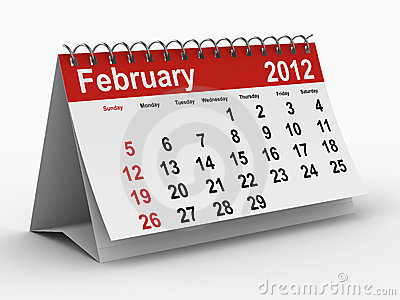 February 2012
Sunday Monday Tuesday Wednesday Thursday Friday Saturday
1 2 3 4
5 6 7 8 9 10 11
12 13 14 15 16 17 18
19 20 21 22 23 24 25
26 27 28 29